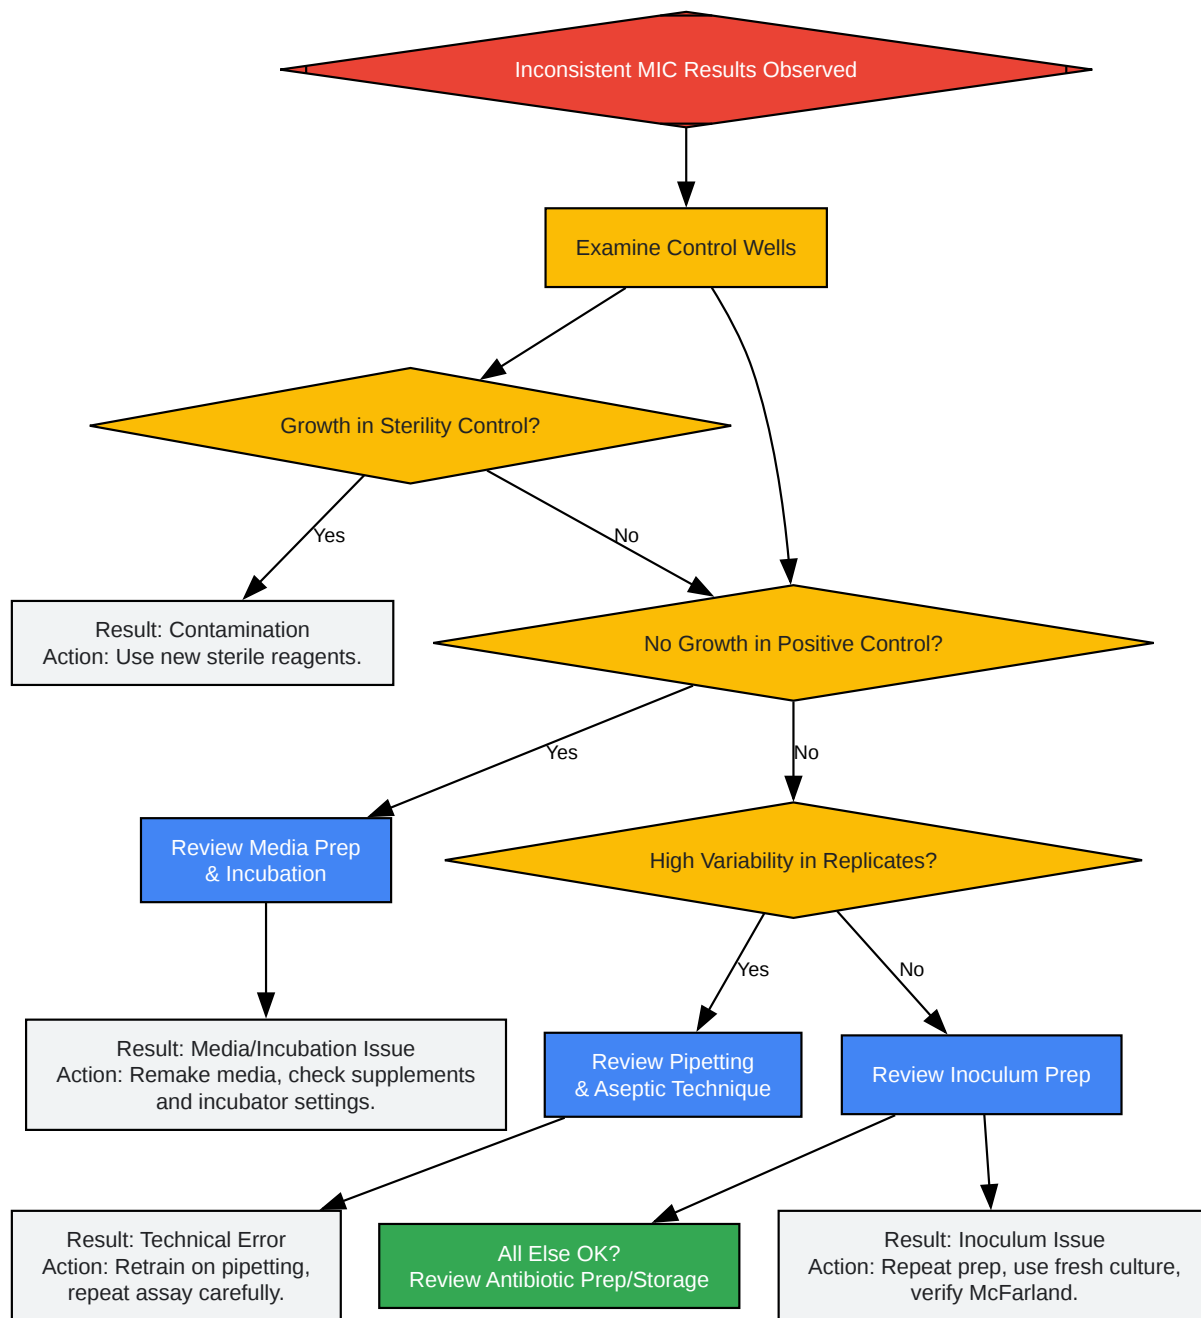 Inconsistent MIC Results Observed
Examine Control Wells
Growth in Sterility Control?
Yes
No
Result: Contamination
Action: Use new sterile reagents.
No Growth in Positive Control?
Yes
No
Review Media Prep
& Incubation
High Variability in Replicates?
Yes
No
Result: Media/Incubation Issue
Action: Remake media, check supplements
and incubator settings.
Review Pipetting
& Aseptic Technique
Review Inoculum Prep
Result: Technical Error
Action: Retrain on pipetting,
repeat assay carefully.
All Else OK?
Review Antibiotic Prep/Storage
Result: Inoculum Issue
Action: Repeat prep, use fresh culture,
verify McFarland.